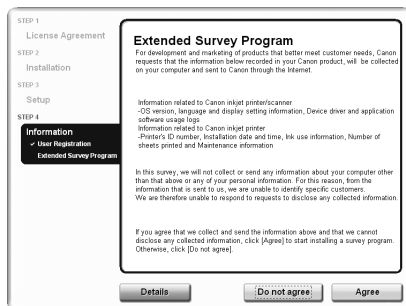 STEP 1
License Agreement
STEP 2
Installation
STEP 3
Setup
STEP 4
Information
✓ User Registration
Extended Survey Program
Extended Survey Program
For development and marketing of products that better meet customer needs, Canon
requests that the information below recorded in your Canon product, will be collected
on your computer and sent to Canon through the Internet.
Information related to Canon inkjet printer/scanner
-OS version, language and display setting information, Device driver and application
software usage logs
Information related to Canon inkjet printer
-Printer's ID number, Installation date and time, Ink use information, Number of
sheets printed and Maintenance information
In this survey, we will not collect or send any information about your computer other
than that above or any of your personal information. For this reason, from the
information that is sent to us, we are unable to identify specific customers.
We are therefore unable to respond to requests to disclose any collected information.
If you agree that we collect and send the information above and that we cannot
disclose any collected information, click [Agree] to start installing a survey program.
Otherwise, click [Do not agree].
Details
Do not agree
Agree